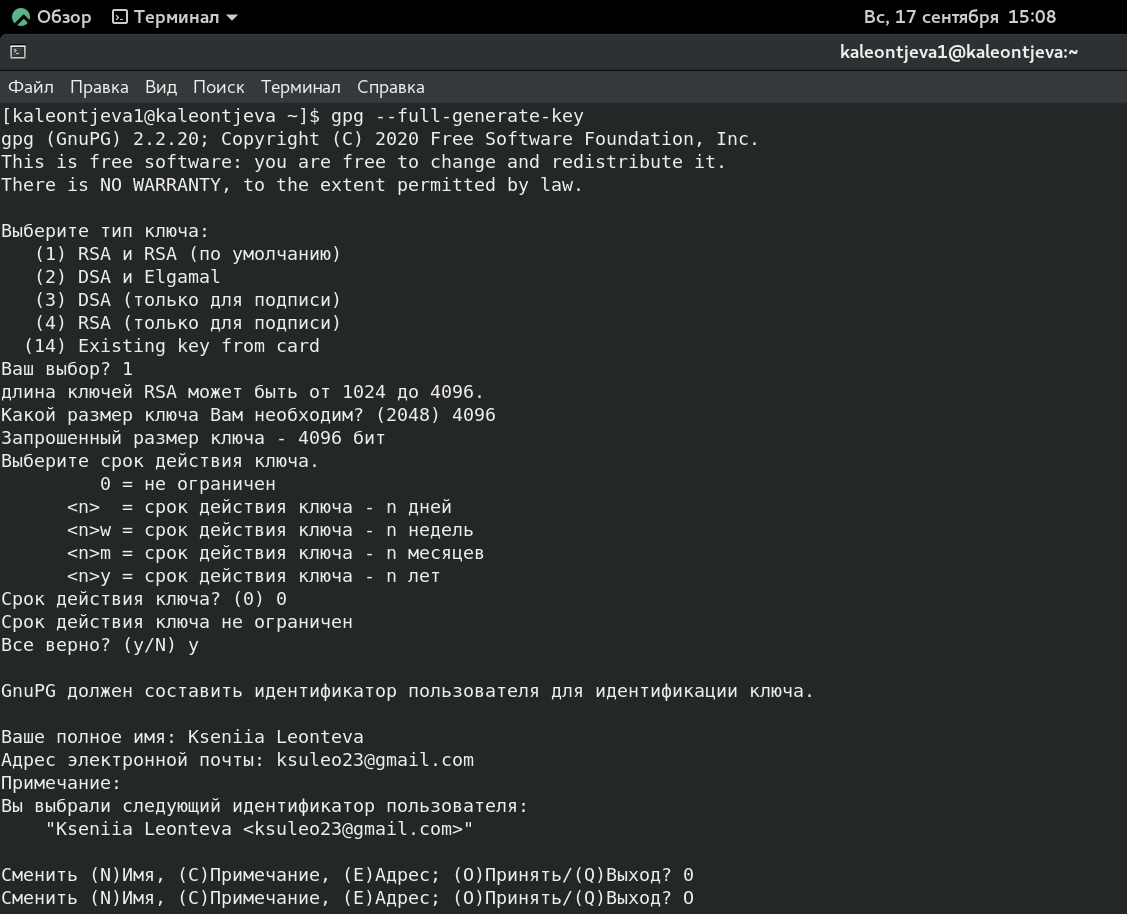 Обзор Терминал Вс, 17 сентября 15:08
kaleontjeva1@kaleontjeva:~
Файл Правка Вид Поиск Терминал Справка
[kaleontjeva1@kaleontjeva ~]$ gpg --full-generate-key
gpg (GnuPG) 2.2.20; Copyright (C) 2020 Free Software Foundation, Inc.
This is free software: you are free to change and redistribute it.
There is NO WARRANTY, to the extent permitted by law.

Выберите тип ключа:
   (1) RSA и RSA (по умолчанию)
   (2) DSA и Elgamal
   (3) DSA (только для подписи)
   (4) RSA (только для подписи)
  (14) Existing key from card
Ваш выбор? 1
длина ключей RSA может быть от 1024 до 4096.
Какой размер ключа Вам необходим? (2048) 4096
Запрошенный размер ключа - 4096 бит
Выберите срок действия ключа.
         0 = не ограничен
      <n>  = срок действия ключа - n дней
      <n>w = срок действия ключа - n недель
      <n>m = срок действия ключа - n месяцев
      <n>y = срок действия ключа - n лет
Срок действия ключа? (0) 0
Срок действия ключа не ограничен
Все верно? (y/N) y

GnuPG должен составить идентификатор пользователя для идентификации ключа.

Ваше полное имя: Kseniia Leonteva
Адрес электронной почты: ksuleo23@gmail.com
Примечание:
Вы выбрали следующий идентификатор пользователя:
    "Kseniia Leonteva <ksuleo23@gmail.com>"

Сменить (N)Имя, (C)Примечание, (E)Адрес; (O)Принять/(Q)Выход? 0
Сменить (N)Имя, (C)Примечание, (E)Адрес; (O)Принять/(Q)Выход? O